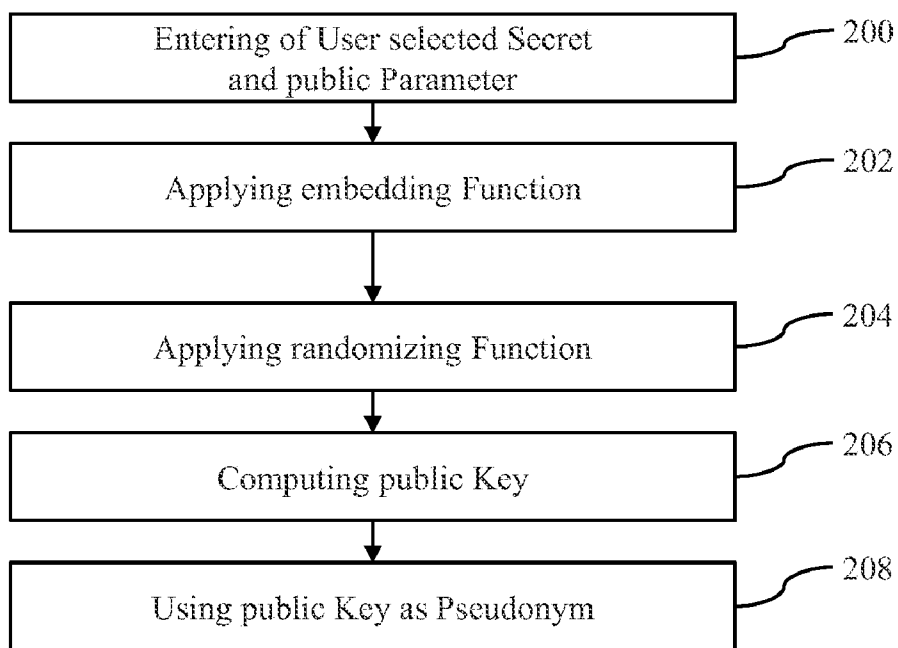 Entering of User selected Secret
and public Parameter
200
Applying embedding Function
202
Applying randomizing Function
204
Computing public Key
206
Using public Key as Pseudonym
208